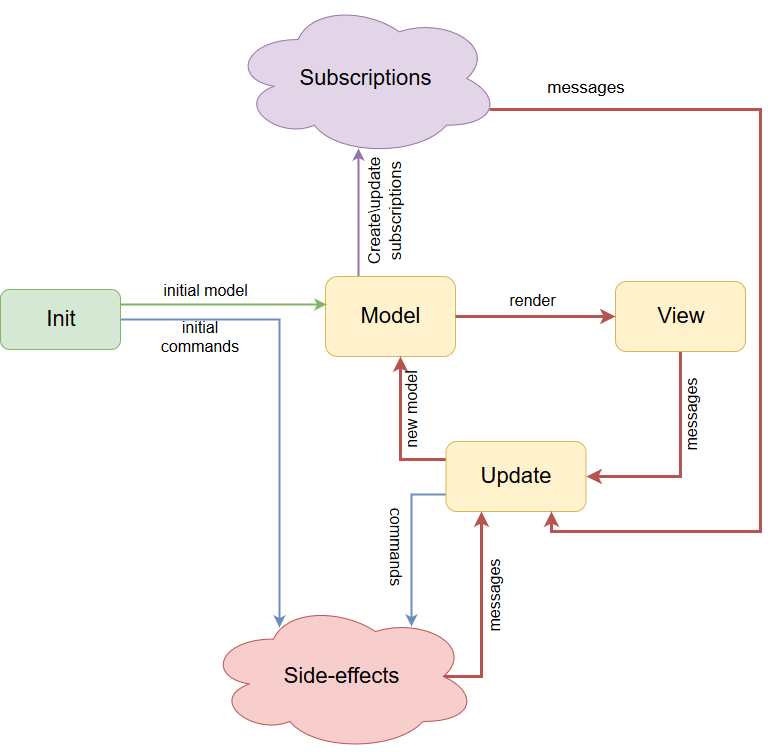 Subscriptions
messages
Create\update
subscriptions
initial model
Init
Model
render
View
initial
commands
new model
messages
Update
commands
messages
Side-effects